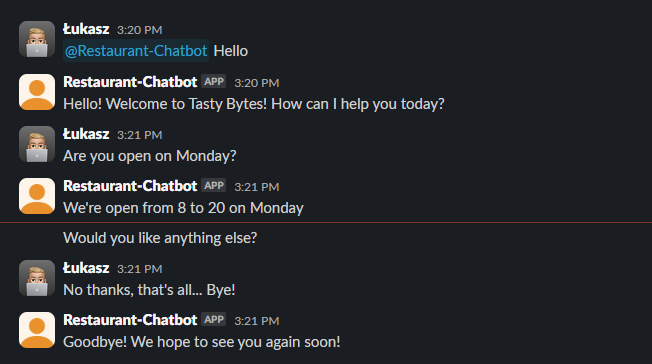 Łukasz 3:20 PM
@Restaurant-Chatbot Hello
Restaurant-Chatbot APP 3:20 PM
Hello! Welcome to Tasty Bytes! How can I help you today?
Łukasz 3:21 PM
Are you open on Monday?
Restaurant-Chatbot APP 3:21 PM
We're open from 8 to 20 on Monday
Would you like anything else?
Łukasz 3:21 PM
No thanks, that's all... Bye!
Restaurant-Chatbot APP 3:21 PM
Goodbye! We hope to see you again soon!